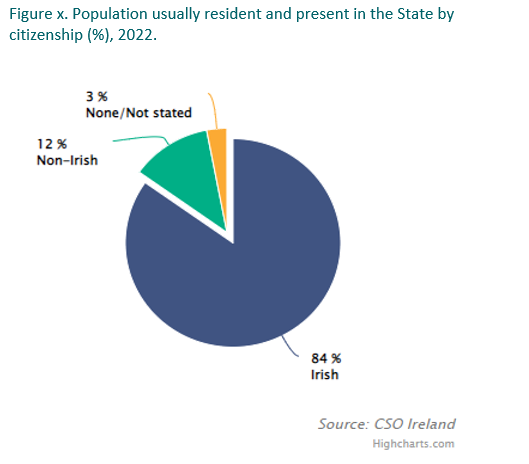 Figure x. Population usually resident and present in the State by
citizenship (%), 2022.
3 %
None/Not stated
12 %
Non-Irish
84 %
Irish
Source: CSO Ireland
Highcharts.com